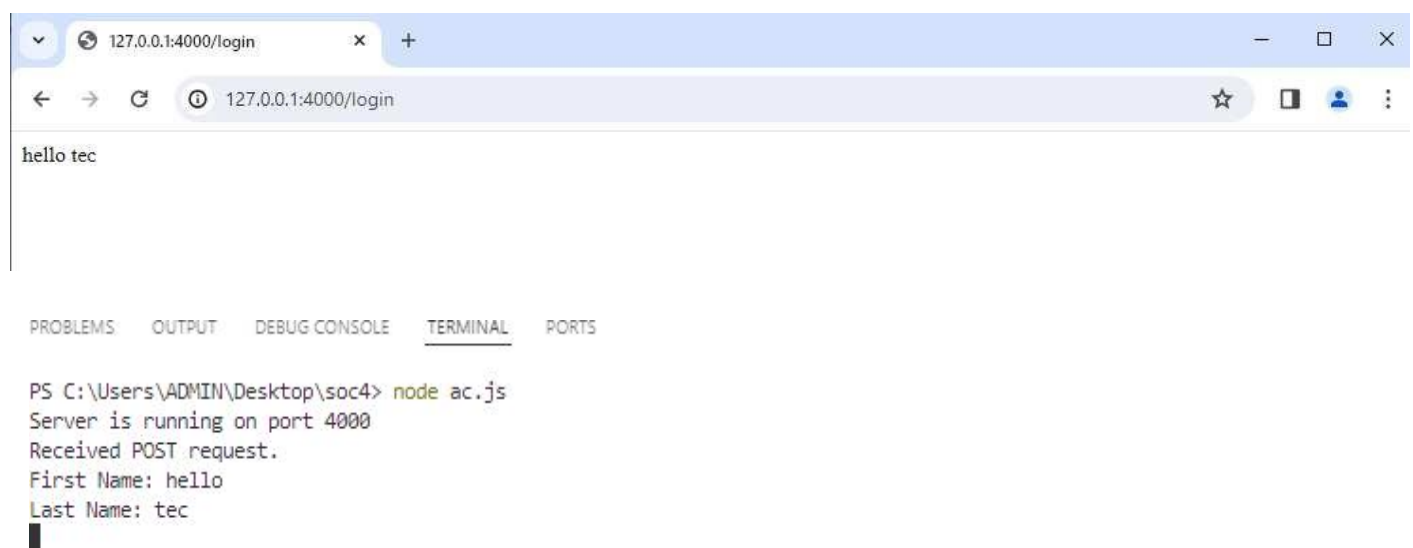 127.0.0.1:4000/login
127.0.0.1:4000/login
hello tec
PROBLEMS OUTPUT DEBUG CONSOLE TERMINAL PORTS
PS C:\Users\ADMIN\Desktop\soc4> node ac.js
Server is running on port 4000
Received POST request.
First Name: hello
Last Name: tec